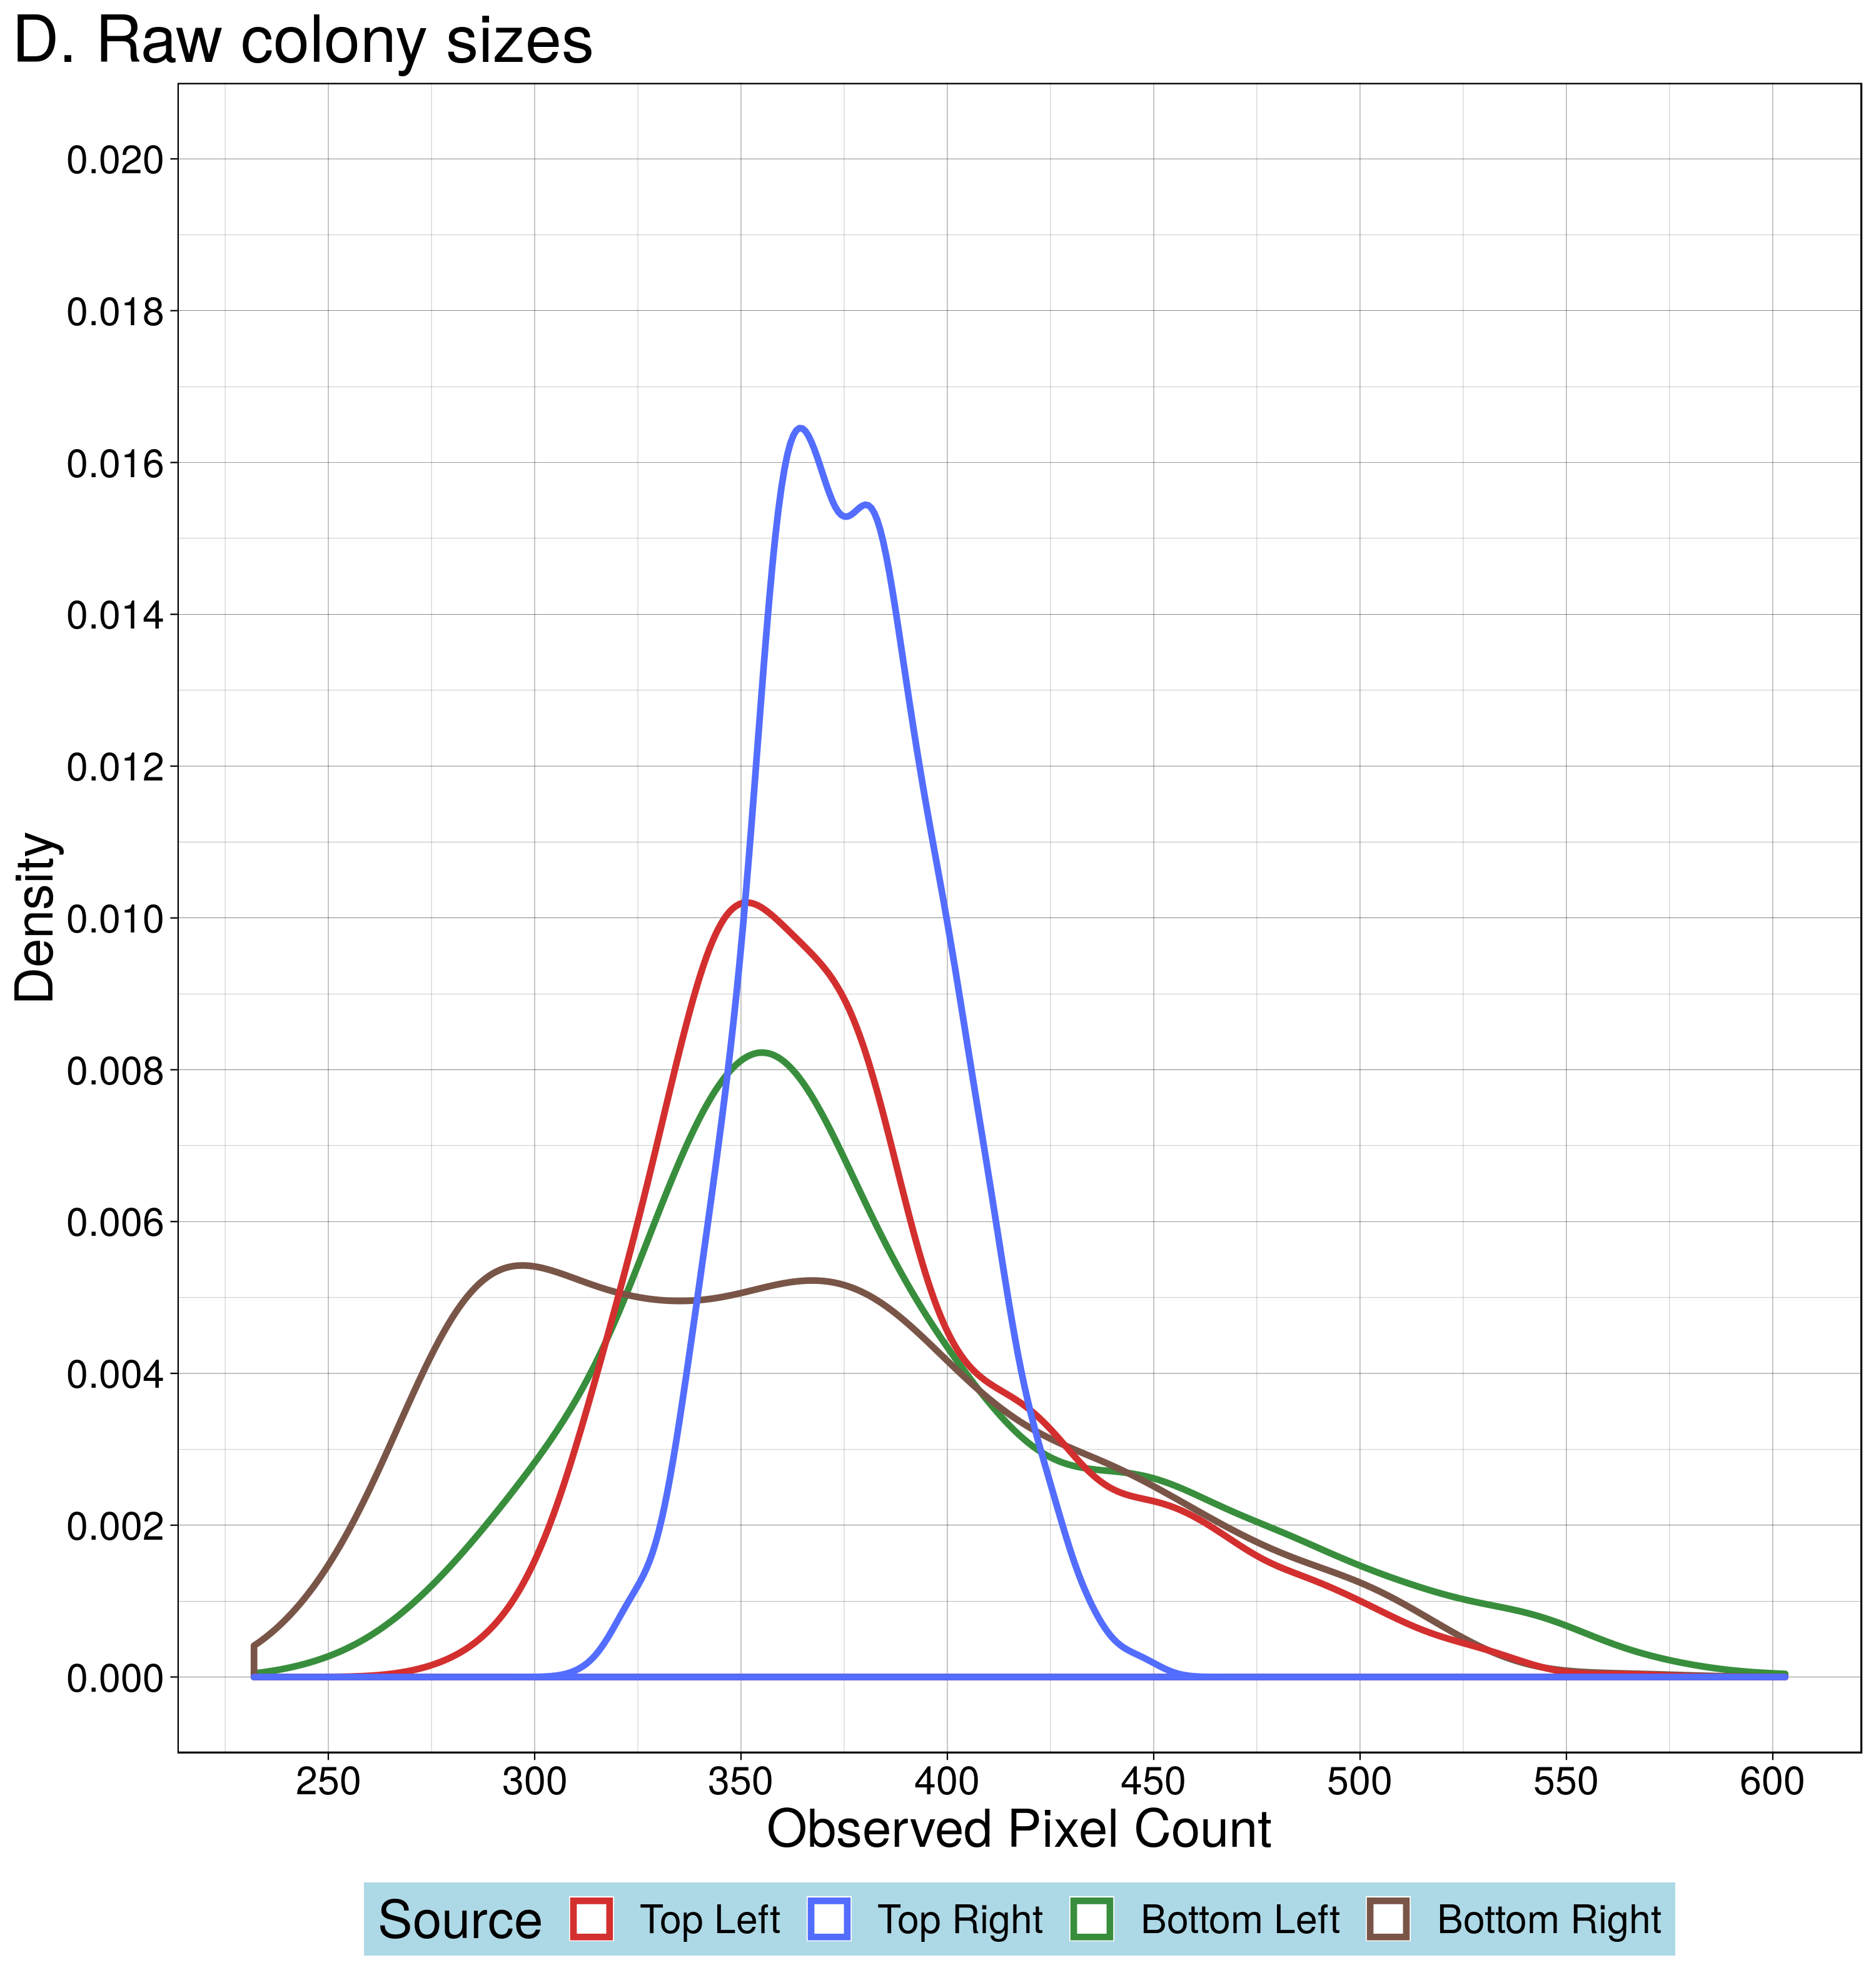 D. Raw colony sizes
0.020
0.018
0.016
0.014
0.012
0.010
0.008
0.006
0.004
0.002
0.000
Density
250 300 350 400 450 500 550 600
Observed Pixel Count
Source Top Left Top Right Bottom Left Bottom Right